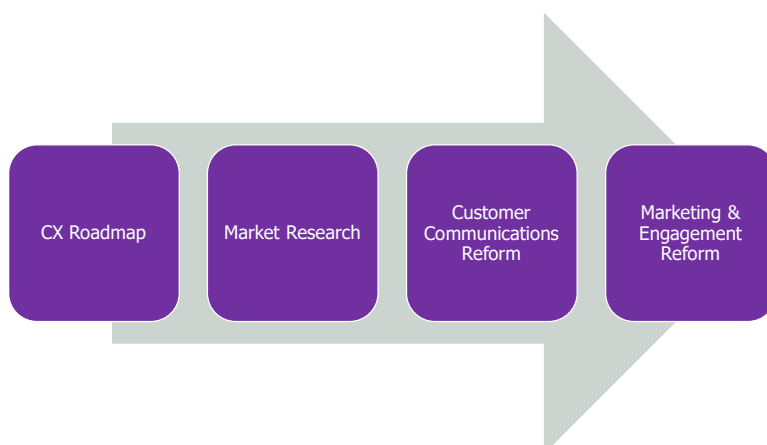 CX Roadmap
Market Research
Customer
Communications
Reform
Marketing &
Engagement
Reform